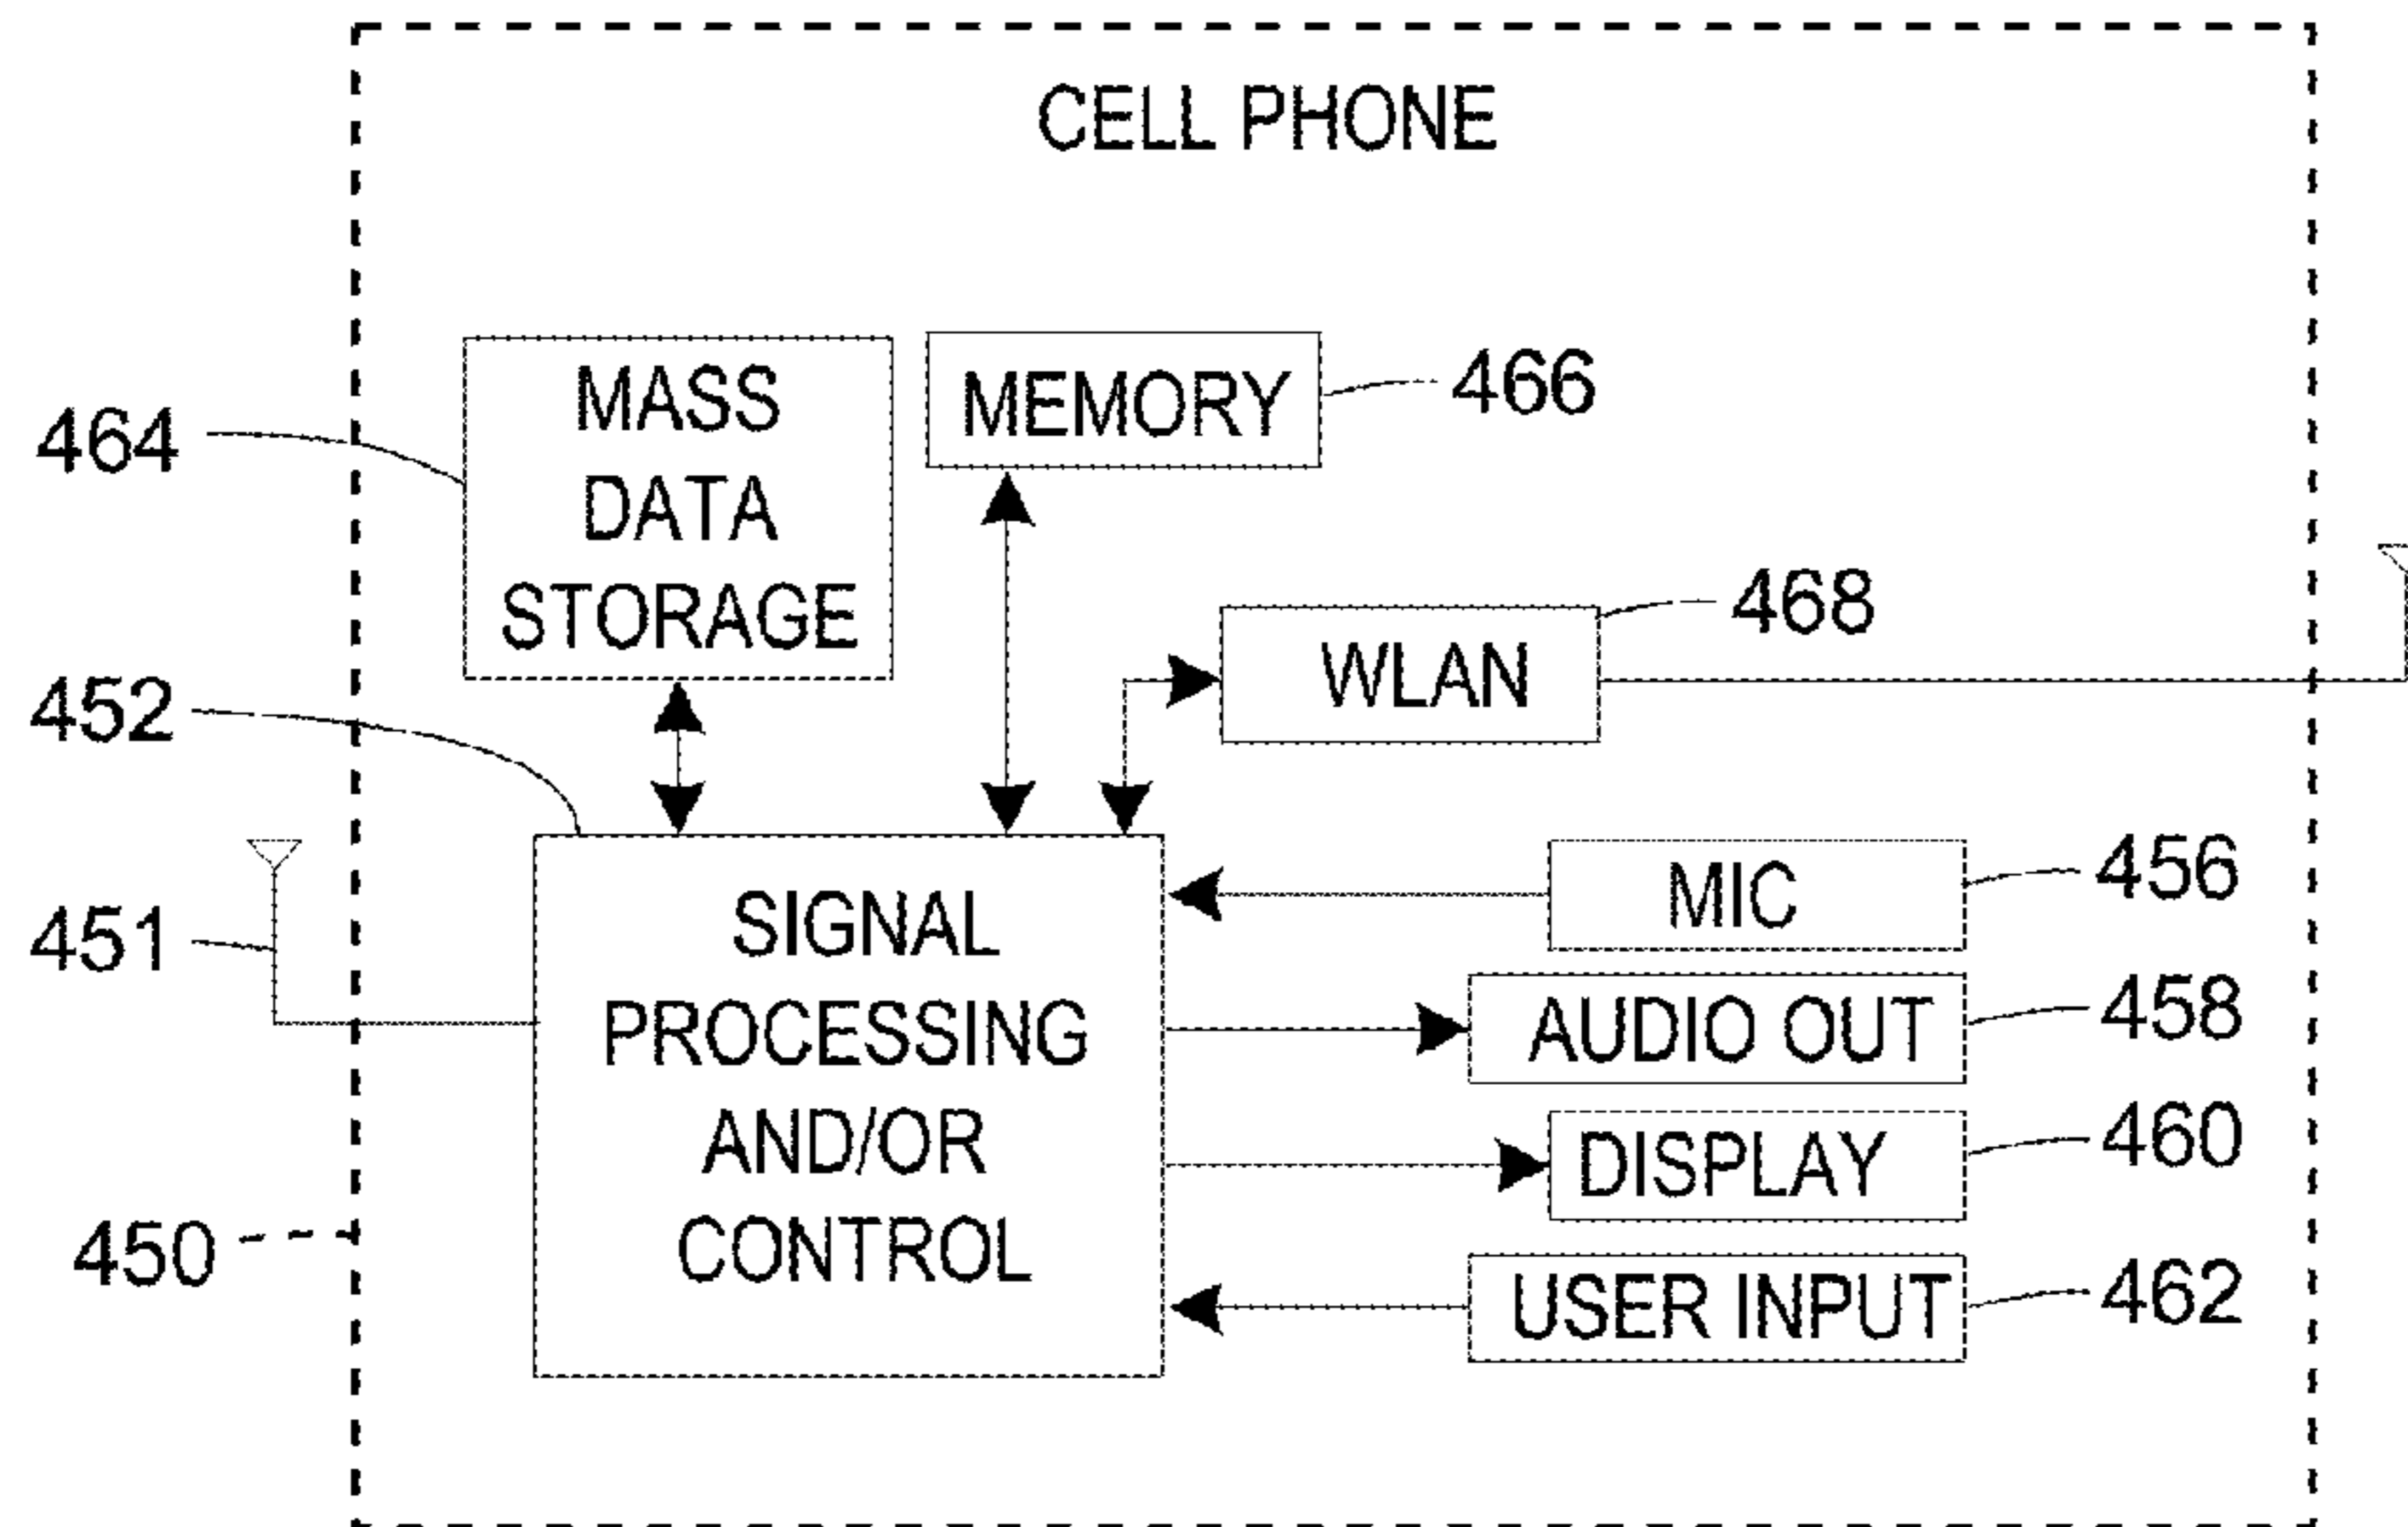 CELL PHONE
MASS
DATA
STORAGE
464
MEMORY
466
WLAN
468
452
451
SIGNAL
PROCESSING
AND/OR
CONTROL
MIC
456
AUDIO OUT
458
DISPLAY
460
450
USER INPUT
462